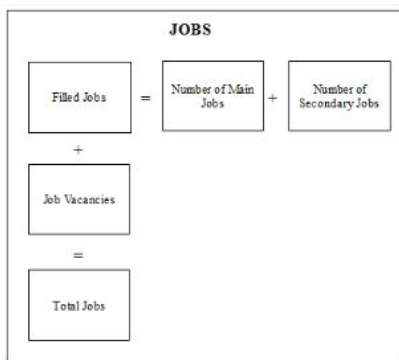 JOBS
Filled Jobs
=
Number of Main
Jobs
+
Number of
Secondary Jobs
+
Job Vacancies
=
Total Jobs